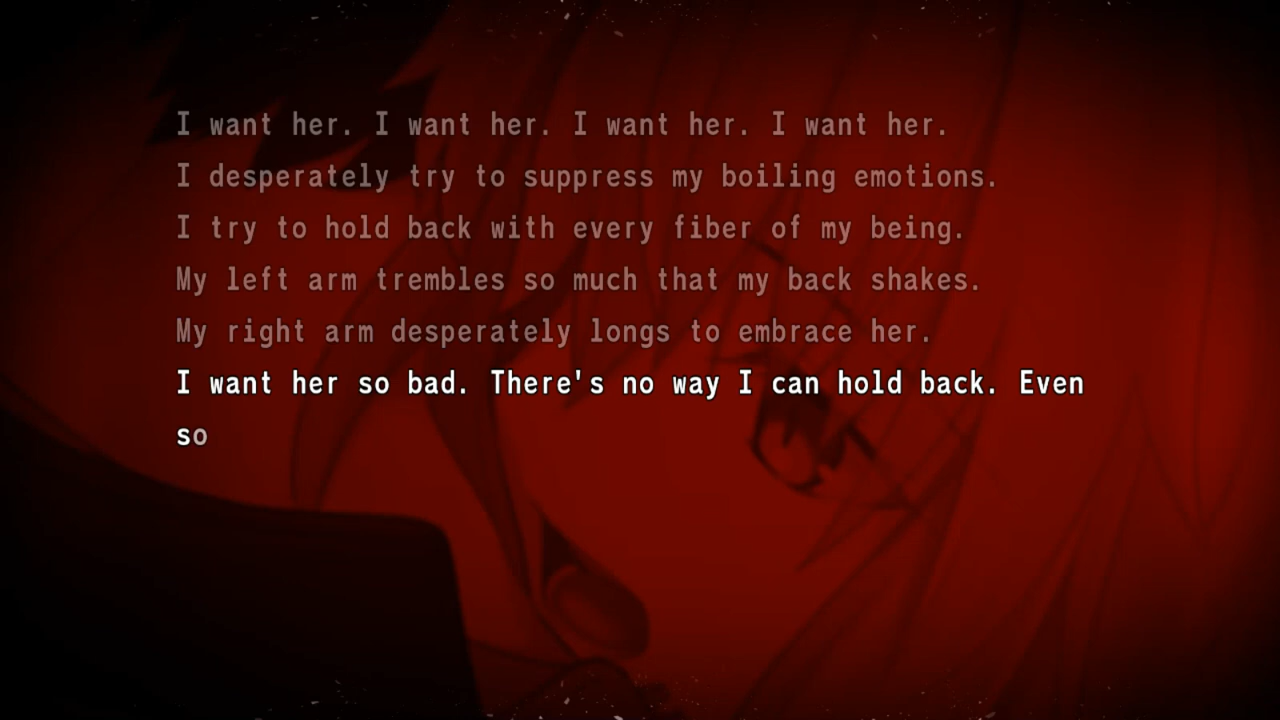 I want her. I want her. I want her. I want her.
I desperately try to suppress my boiling emotions.
I try to hold back with every fiber of my being.
My left arm trembles so much that my back shakes.
My right arm desperately longs to embrace her.
I want her so bad. There's no way I can hold back. Even
so